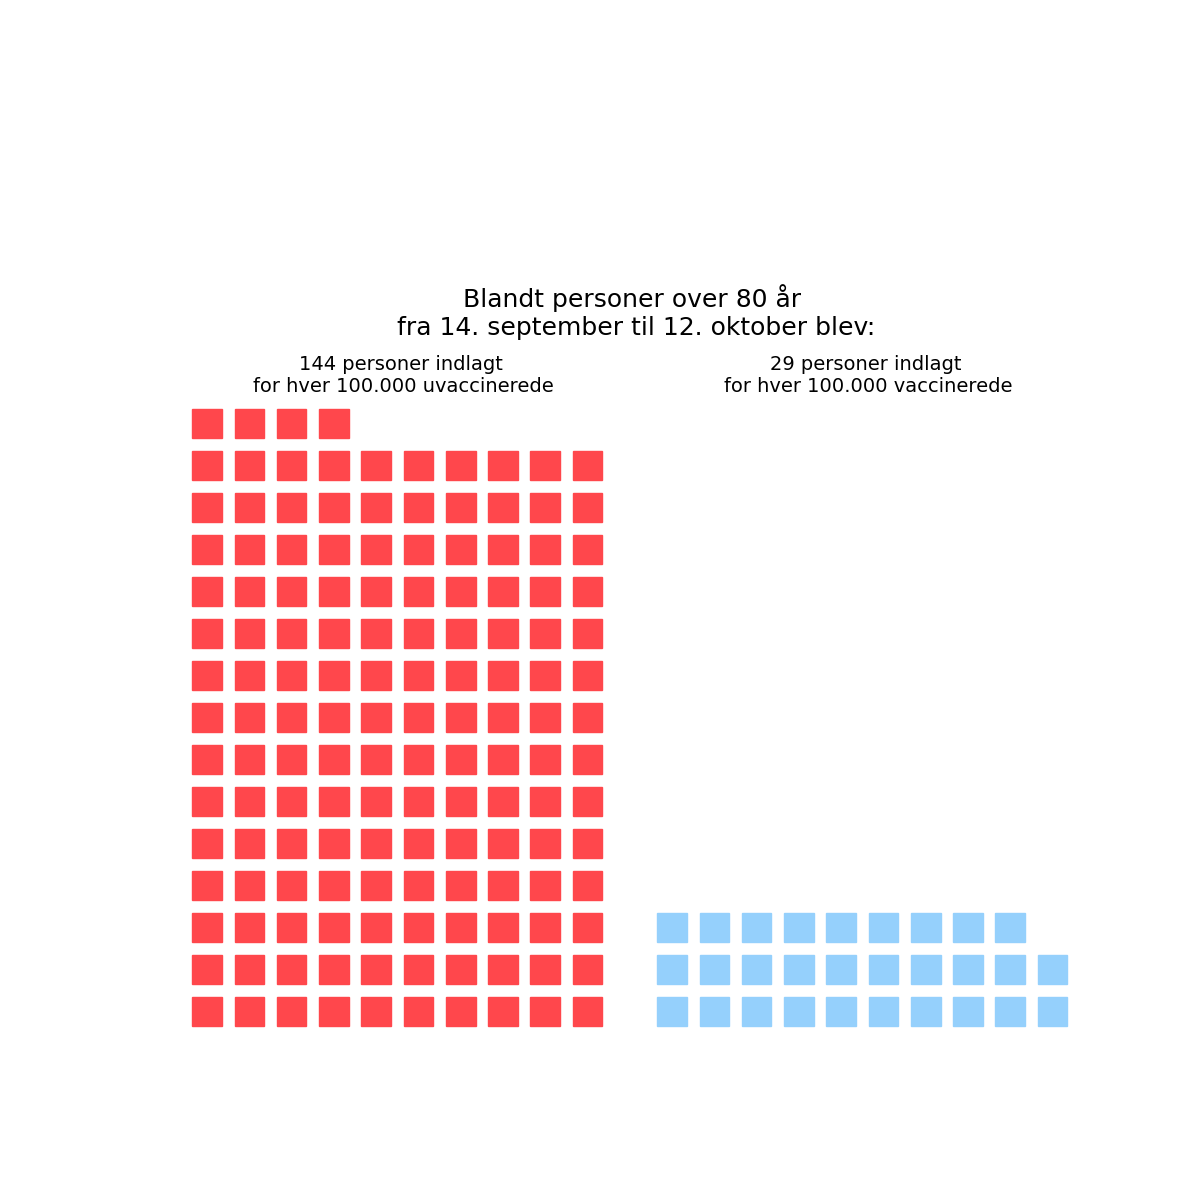 Blandt personer over 80 år
fra 14. september til 12. oktober blev:
144 personer indlagt
for hver 100.000 uvaccinerede
29 personer indlagt
for hver 100.000 vaccinerede